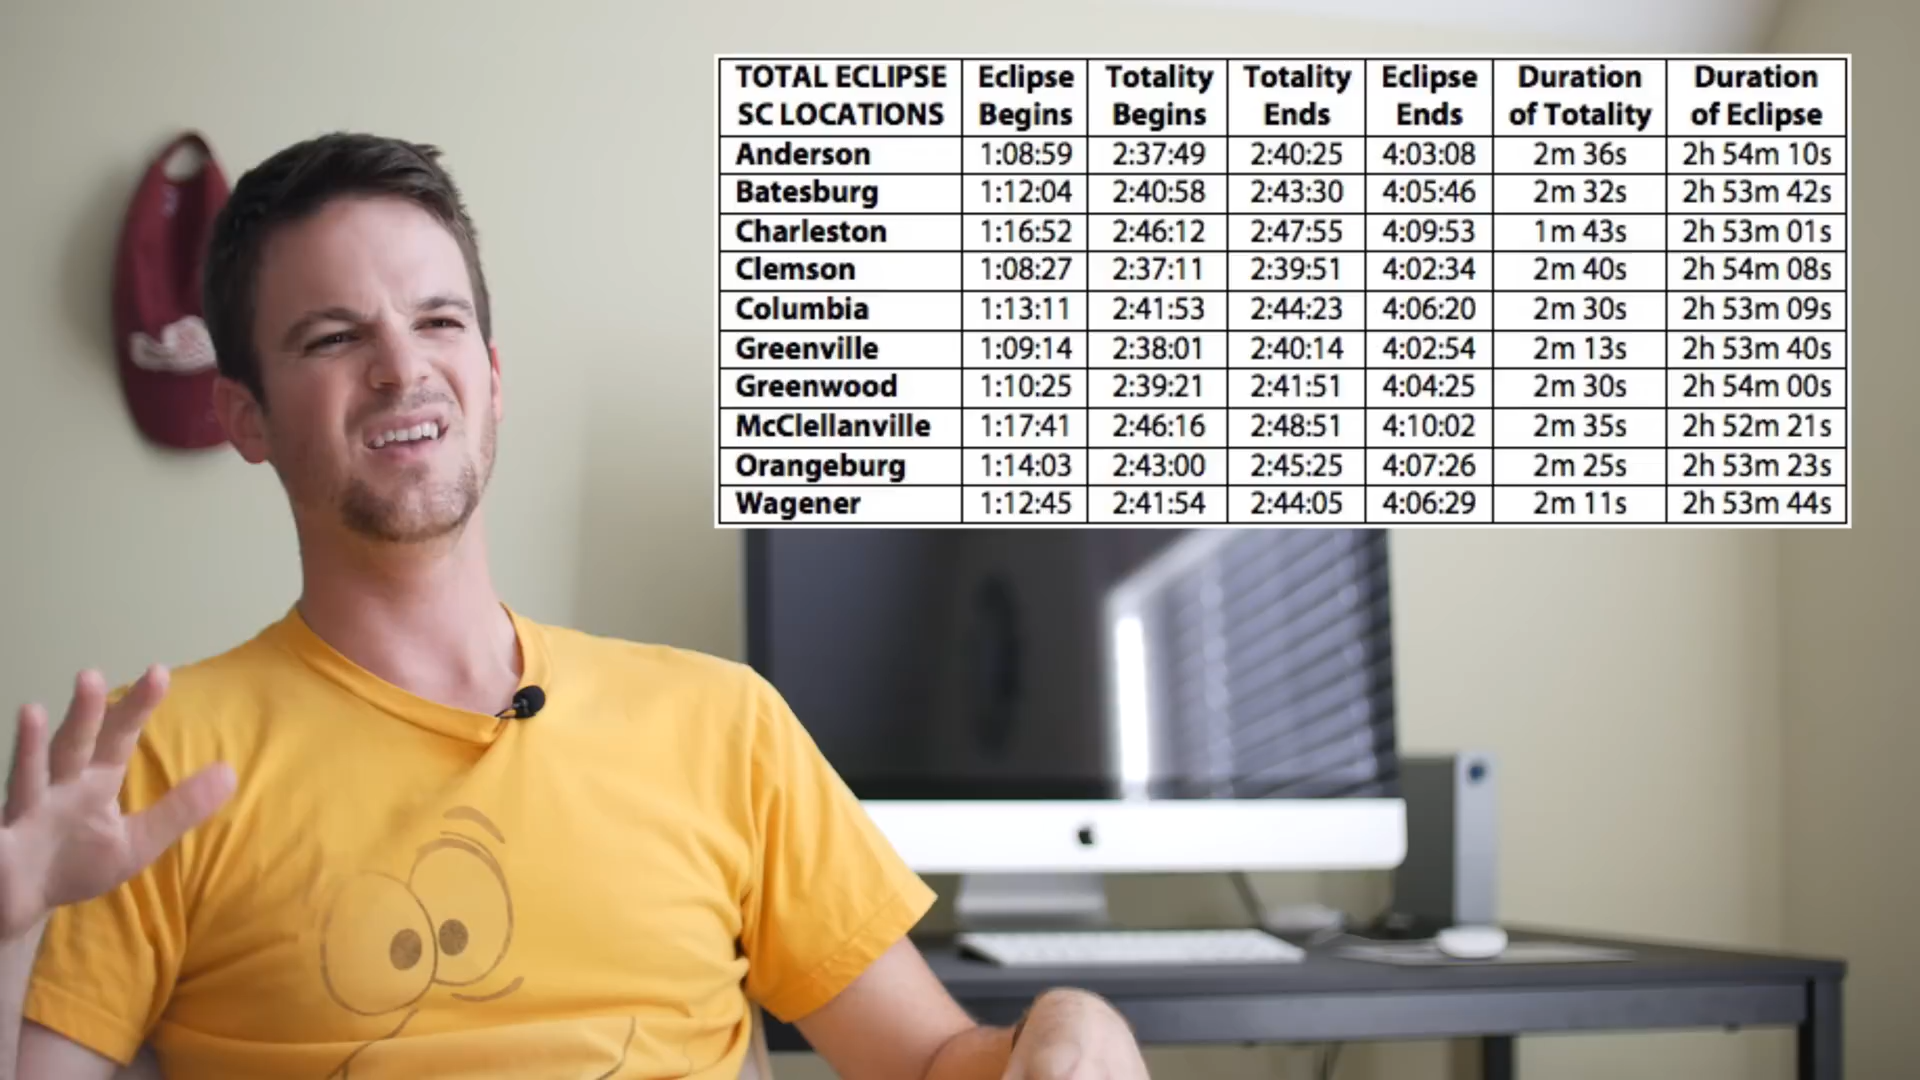 TOTAL ECLIPSE SC LOCATIONS Eclipse Begins Totality Begins Totality Ends Eclipse Ends Duration of Totality Duration of Eclipse
Anderson 1:08:59 2:37:49 2:40:25 4:03:08 2m 36s 2h 54m 10s
Batesburg 1:12:04 2:40:58 2:43:30 4:05:46 2m 32s 2h 53m 42s
Charleston 1:16:52 2:46:12 2:47:55 4:09:53 1m 43s 2h 53m 01s
Clemson 1:08:27 2:37:11 2:39:51 4:02:34 2m 40s 2h 54m 08s
Columbia 1:13:11 2:41:53 2:44:23 4:06:20 2m 30s 2h 53m 09s
Greenville 1:09:14 2:38:01 2:40:14 4:02:54 2m 13s 2h 53m 40s
Greenwood 1:10:25 2:39:21 2:41:51 4:04:25 2m 30s 2h 54m 00s
McClellanville 1:17:41 2:46:16 2:48:51 4:10:02 2m 35s 2h 52m 21s
Orangeburg 1:14:03 2:43:00 2:45:25 4:07:26 2m 25s 2h 53m 23s
Wagener 1:12:45 2:41:54 2:44:05 4:06:29 2m 11s 2h 53m 44s